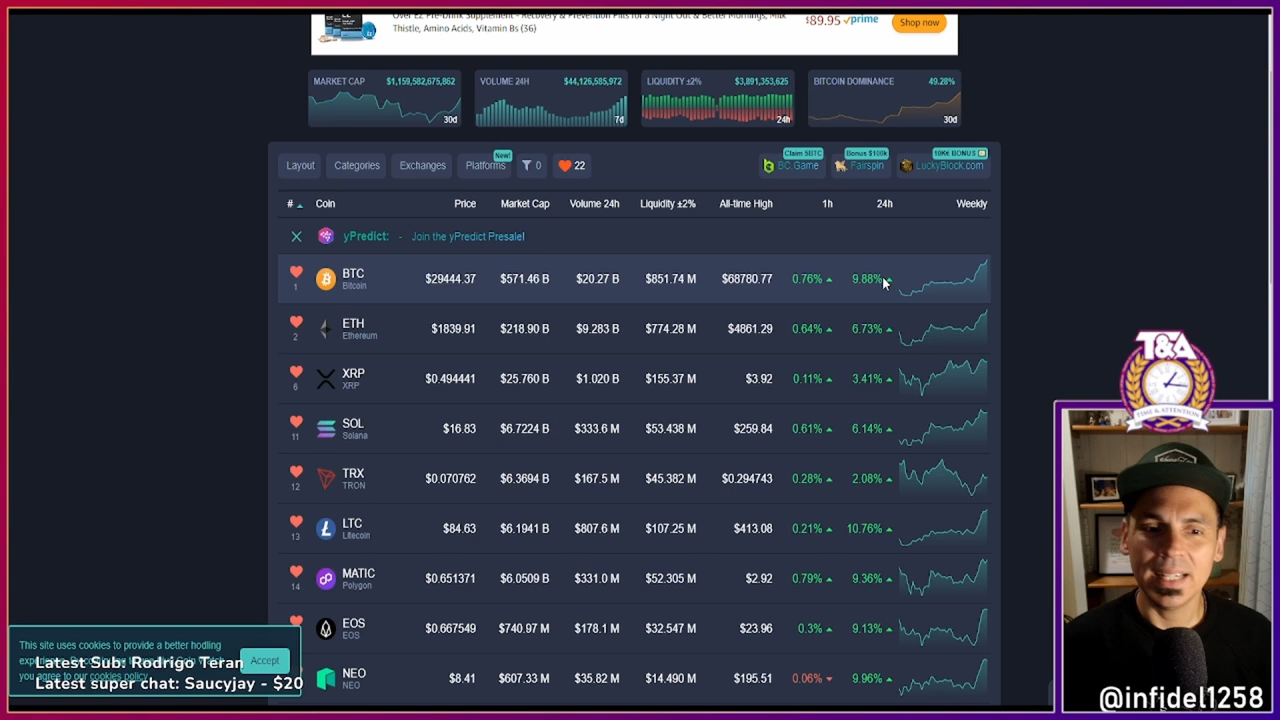 Over EZ Pre-Drink Supplement - Recovery & Prevention Pills for a Night Out & Better Mornings, Milk
Thistle, Amino Acids, Vitamin Bs (36)
$89.95 prime
Shop now
MARKET CAP $1,159,582,675,862
30d
VOLUME 24H $44,126,585,972
7d
LIQUIDITY ±2% $3,891,353,625
24h
BITCOIN DOMINANCE 49.28%
30d
Layout Categories Exchanges Platforms New! 0 22
Claim 5BTC Bonus $100k 10K€ BONUS
BC.Game Fairspin LuckyBlock.com
# Coin Price Market Cap Volume 24h Liquidity ±2% All-time High 1h 24h Weekly
yPredict: - Join the yPredict Presale!
1 BTC Bitcoin $29444.37 $571.46 B $20.27 B $851.74 M $68780.77 0.76% 9.88%
2 ETH Ethereum $1839.91 $218.90 B $9.283 B $774.28 M $4861.29 0.64% 6.73%
6 XRP XRP $0.494441 $25.760 B $1.020 B $155.37 M $3.92 0.11% 3.41%
11 SOL Solana $16.83 $6.7224 B $333.6 M $53.438 M $259.84 0.61% 6.14%
12 TRX TRON $0.070762 $6.3694 B $167.5 M $45.382 M $0.294743 0.28% 2.08%
13 LTC Litecoin $84.63 $6.1941 B $807.6 M $107.25 M $413.08 0.21% 10.76%
14 MATIC Polygon $0.651371 $6.0509 B $331.0 M $52.305 M $2.92 0.79% 9.36%
EOS EOS $0.667549 $740.97 M $178.1 M $32.547 M $23.96 0.3% 9.13%
NEO NEO $8.41 $607.33 M $35.82 M $14.490 M $195.51 0.06% 9.96%
This site uses cookies to provide a better hodling
you agree to our cookies policy
Accept
Latest Sub: Rodrigo Teran
Latest super chat: Saucyjay - $20
T&A
TIME & ATTENTION
@infidel1258